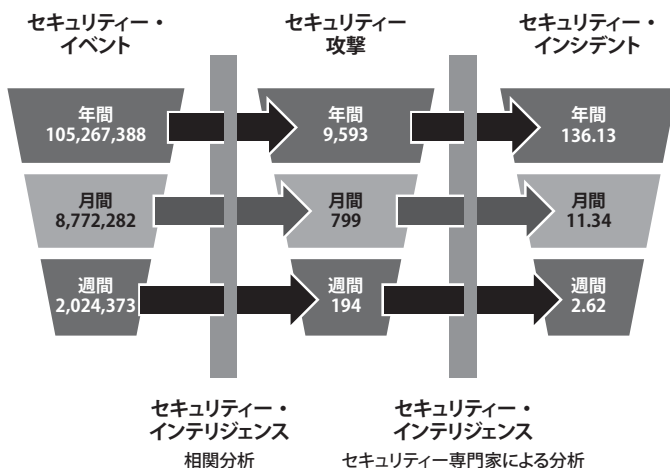 セキュリティー・
イベント
セキュリティー
攻撃
セキュリティー・
インシデント
年間
105,267,388
年間
9,593
年間
136.13
月間
8,772,282
月間
799
月間
11.34
週間
2,024,373
週間
194
週間
2.62
セキュリティー・
インテリジェンス
相関分析
セキュリティー・
インテリジェンス
セキュリティー専門家による分析